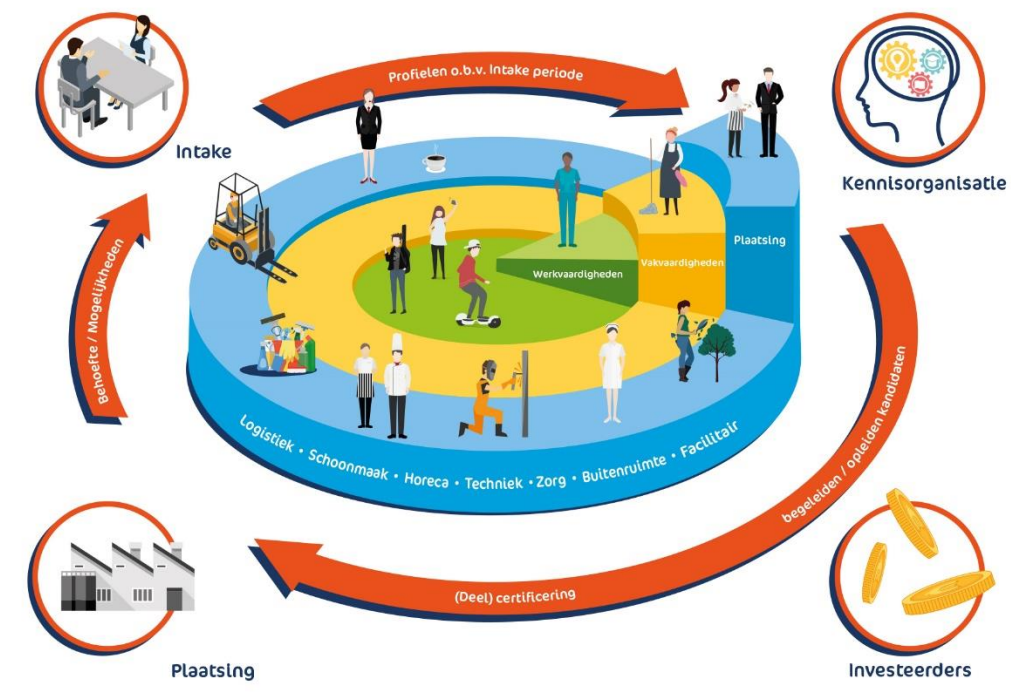 Profielen o.b.v. Intake periode
Intake
Kennisorganisatie
Behoefte / Mogelijkheden
Plaatsing
Vakvaardigheden
Werkvaardigheden
Logistiek • Schoonmaak • Horeca • Techniek • Zorg • Buitenruimte • Facilitair
begeleiden / opleiden kandidaten
(Deel) certificering
Plaatsing
Investeerders